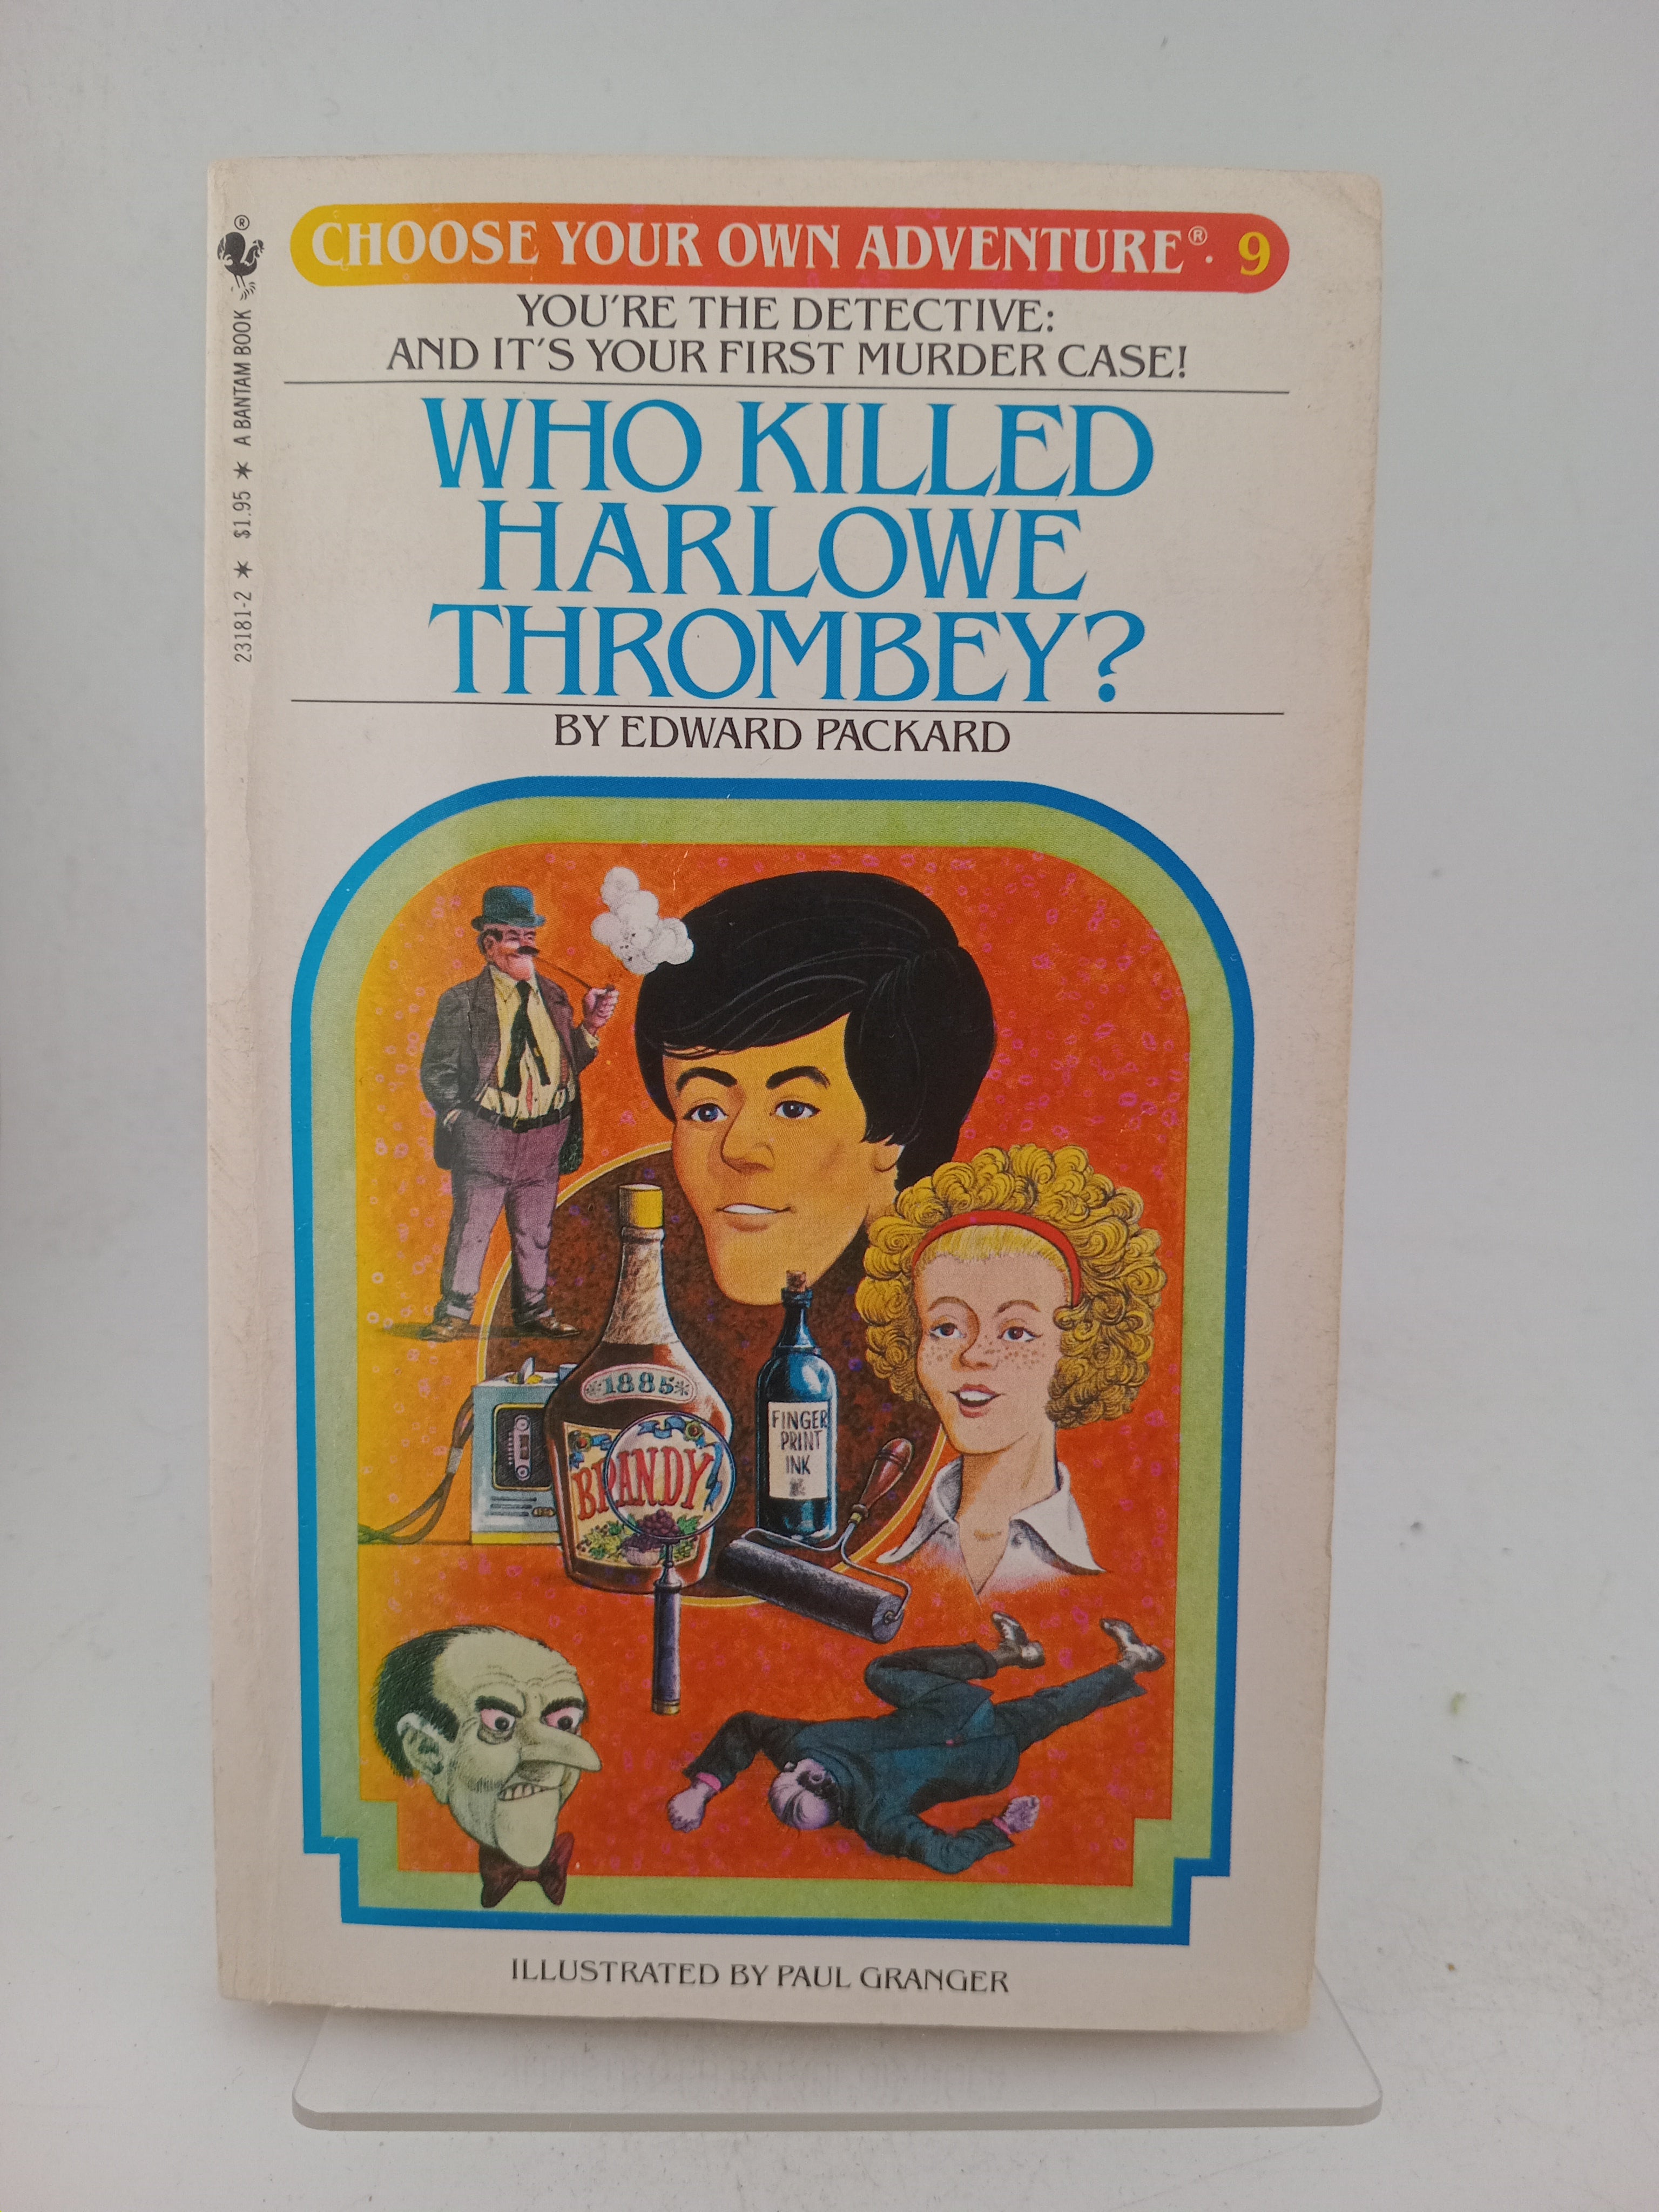 CHOOSE YOUR OWN ADVENTURE®· 9
YOU'RE THE DETECTIVE:
AND IT'S YOUR FIRST MURDER CASE!
WHO KILLED
HARLOWE
THROMBEY?
BY EDWARD PACKARD
®
23181-2 ★ $1.95 ★ A BANTAM BOOK
*1885*
BRANDY
FINGER
PRINT
INK
ILLUSTRATED BY PAUL GRANGER